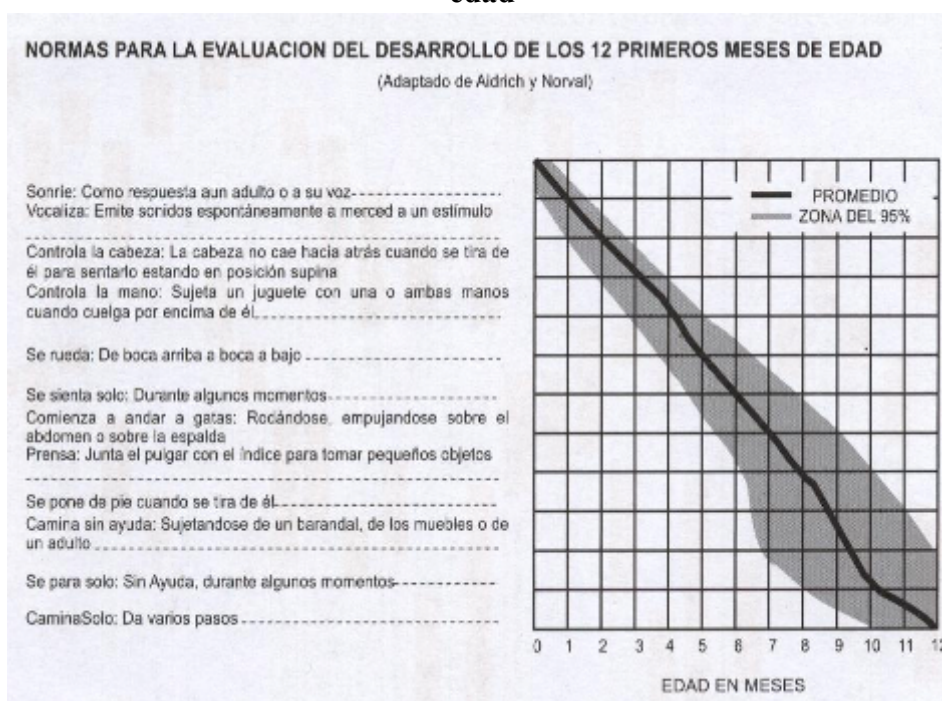 edad
NORMAS PARA LA EVALUACION DEL DESARROLLO DE LOS 12 PRIMEROS MESES DE EDAD
(Adaptado de Aldrich y Norval)
Sonríe: Como respuesta aun adulto o a su voz
Vocaliza: Emite sonidos espontáneamente a merced a un estímulo
Controla la cabeza: La cabeza no cae hacia atrás cuando se tira de
él para sentarlo estando en posición supina
Controla la mano: Sujeta un juguete con una o ambas manos
cuando cuelga por encima de él
Se rueda: De boca arriba a boca a bajo
Se sienta solo: Durante algunos momentos
Comienza a andar a gatas: Rodándose, empujandose sobre el
abdomen o sobre la espalda
Prensa: Junta el pulgar con el índice para tomar pequeños objetos
Se pone de pie cuando se tira de él
Camina sin ayuda: Sujetandose de un barandal, de los muebles o de
un adulto
Se para solo: Sin Ayuda, durante algunos momentos
CaminaSolo: Da varios pasos
PROMEDIO
ZONA DEL 95%
0 1 2 3 4 5 6 7 8 9 10 11 12
EDAD EN MESES